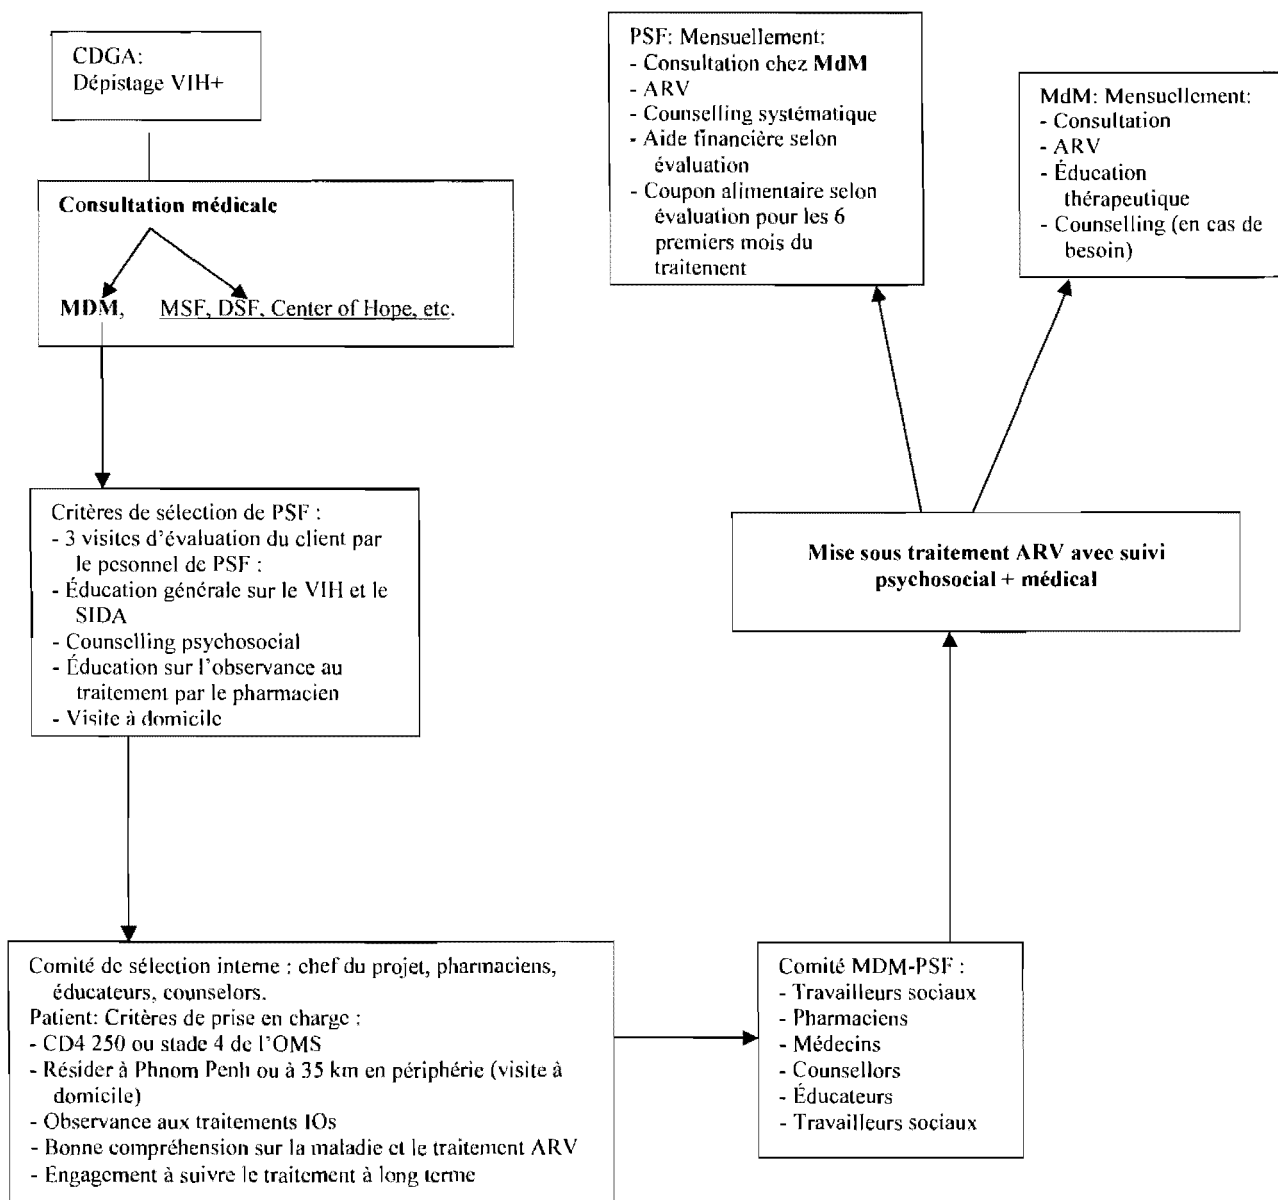 CDGA:
Dépistage VIH+
Consultation médicale
MDM, MSF, DSF, Center of Hope, etc.
Critères de sélection de PSF :
- 3 visites d'évaluation du client par
le pesonnel de PSF :
- Éducation générale sur le VIH et le
SIDA
- Counselling psychosocial
- Éducation sur l'observance au
traitement par le pharmacien
- Visite à domicile
Comité de sélection interne : chef du projet, pharmaciens,
éducateurs, counselors.
Patient: Critères de prise en charge :
- CD4 250 ou stade 4 de l'OMS
- Résider à Phnom Penh ou à 35 km en périphérie (visite à
domicile)
- Observance aux traitements IOs
- Bonne compréhension sur la maladie et le traitement ARV
- Engagement à suivre le traitement à long terme
Comité MDM-PSF :
- Travailleurs sociaux
- Pharmaciens
- Médecins
- Counsellors
- Éducateurs
- Travailleurs sociaux
Mise sous traitement ARV avec suivi
psychosocial + médical
PSF: Mensuellement:
- Consultation chez MdM
- ARV
- Counselling systématique
- Aide financière selon
évaluation
- Coupon alimentaire selon
évaluation pour les 6
premiers mois du
traitement
MdM: Mensuellement:
- Consultation
- ARV
- Éducation
thérapeutique
- Counselling (en cas de
besoin)